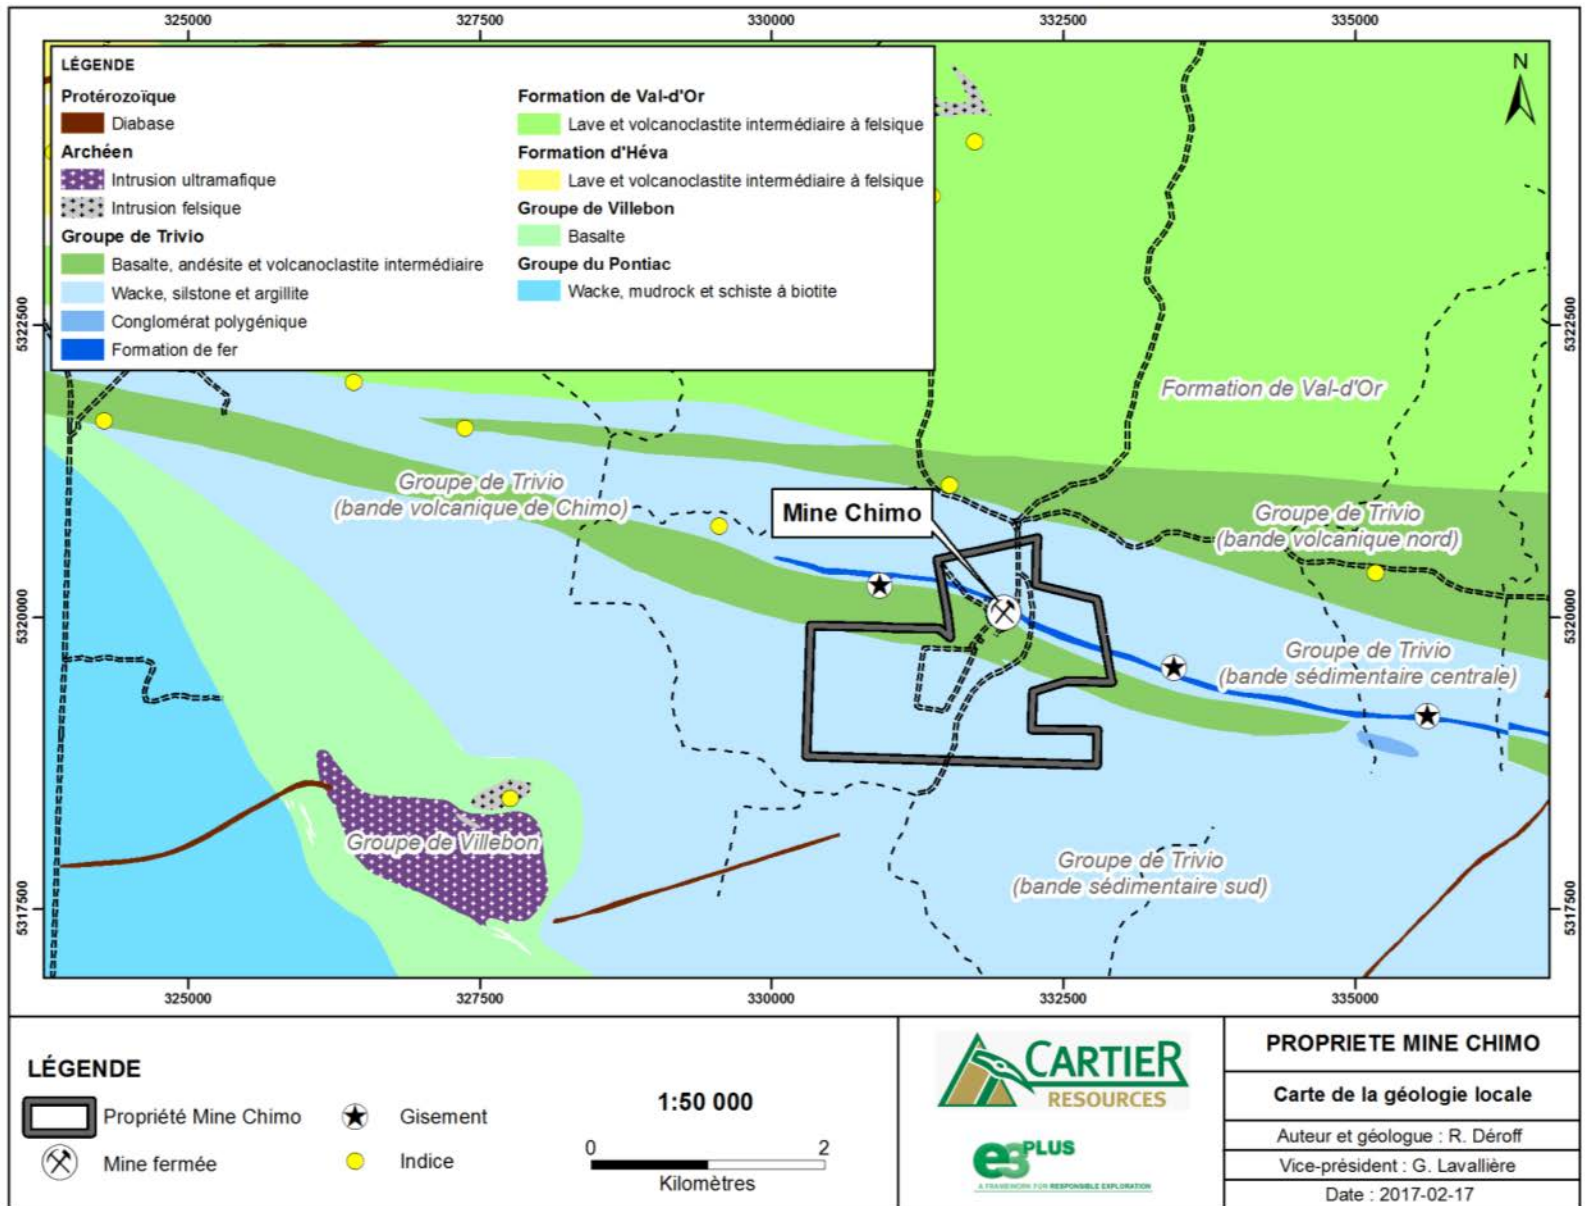 325000 327500 330000 332500 335000
LÉGENDE
Protérozoïque
Diabase
Archéen
Intrusion ultramafique
Intrusion felsique
Groupe de Trivio
Basalte, andésite et volcanoclastite intermédiaire
Wacke, silstone et argillite
Conglomérat polygénique
Formation de fer
Formation de Val-d'Or
Lave et volcanoclastite intermédiaire à felsique
Formation d'Héva
Lave et volcanoclastite intermédiaire à felsique
Groupe de Villebon
Basalte
Groupe du Pontiac
Wacke, mudrock et schiste à biotite
N
5322500
5322500
Formation de Val-d'Or
Groupe de Trivio
(bande volcanique de Chimo)
Mine Chimo
Groupe de Trivio
(bande volcanique nord)
5320000
5320000
Groupe de Trivio
(bande sédimentaire centrale)
Groupe de Villebon
Groupe de Trivio
(bande sédimentaire sud)
5317500
5317500
325000 327500 330000 332500 335000
LÉGENDE
Propriété Mine Chimo
Gisement
Mine fermée
Indice
1:50 000
0 2
Kilomètres
CARTIER
RESOURCES
e3 PLUS
A FRAMEWORK FOR RESPONSIBLE EXPLORATION
PROPRIETE MINE CHIMO
Carte de la géologie locale
Auteur et géologue : R. Déroff
Vice-président : G. Lavallière
Date : 2017-02-17